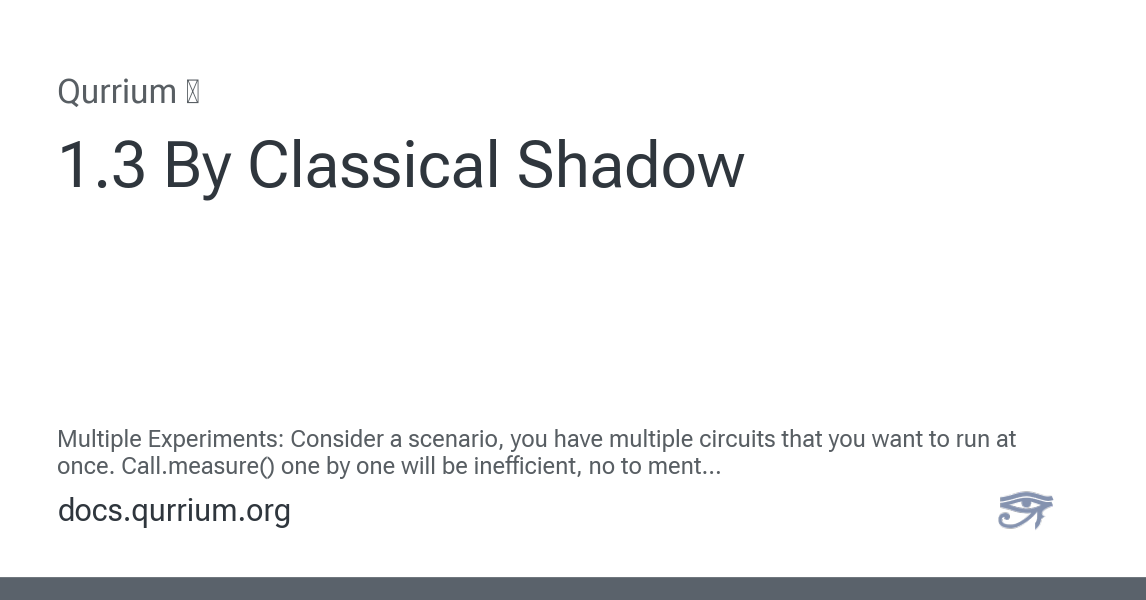 Qurrium
1.3 By Classical Shadow
Multiple Experiments: Consider a scenario, you have multiple circuits that you want to run at
once. Call.measure() one by one will be inefficient, no to ment...
docs.qurrium.org